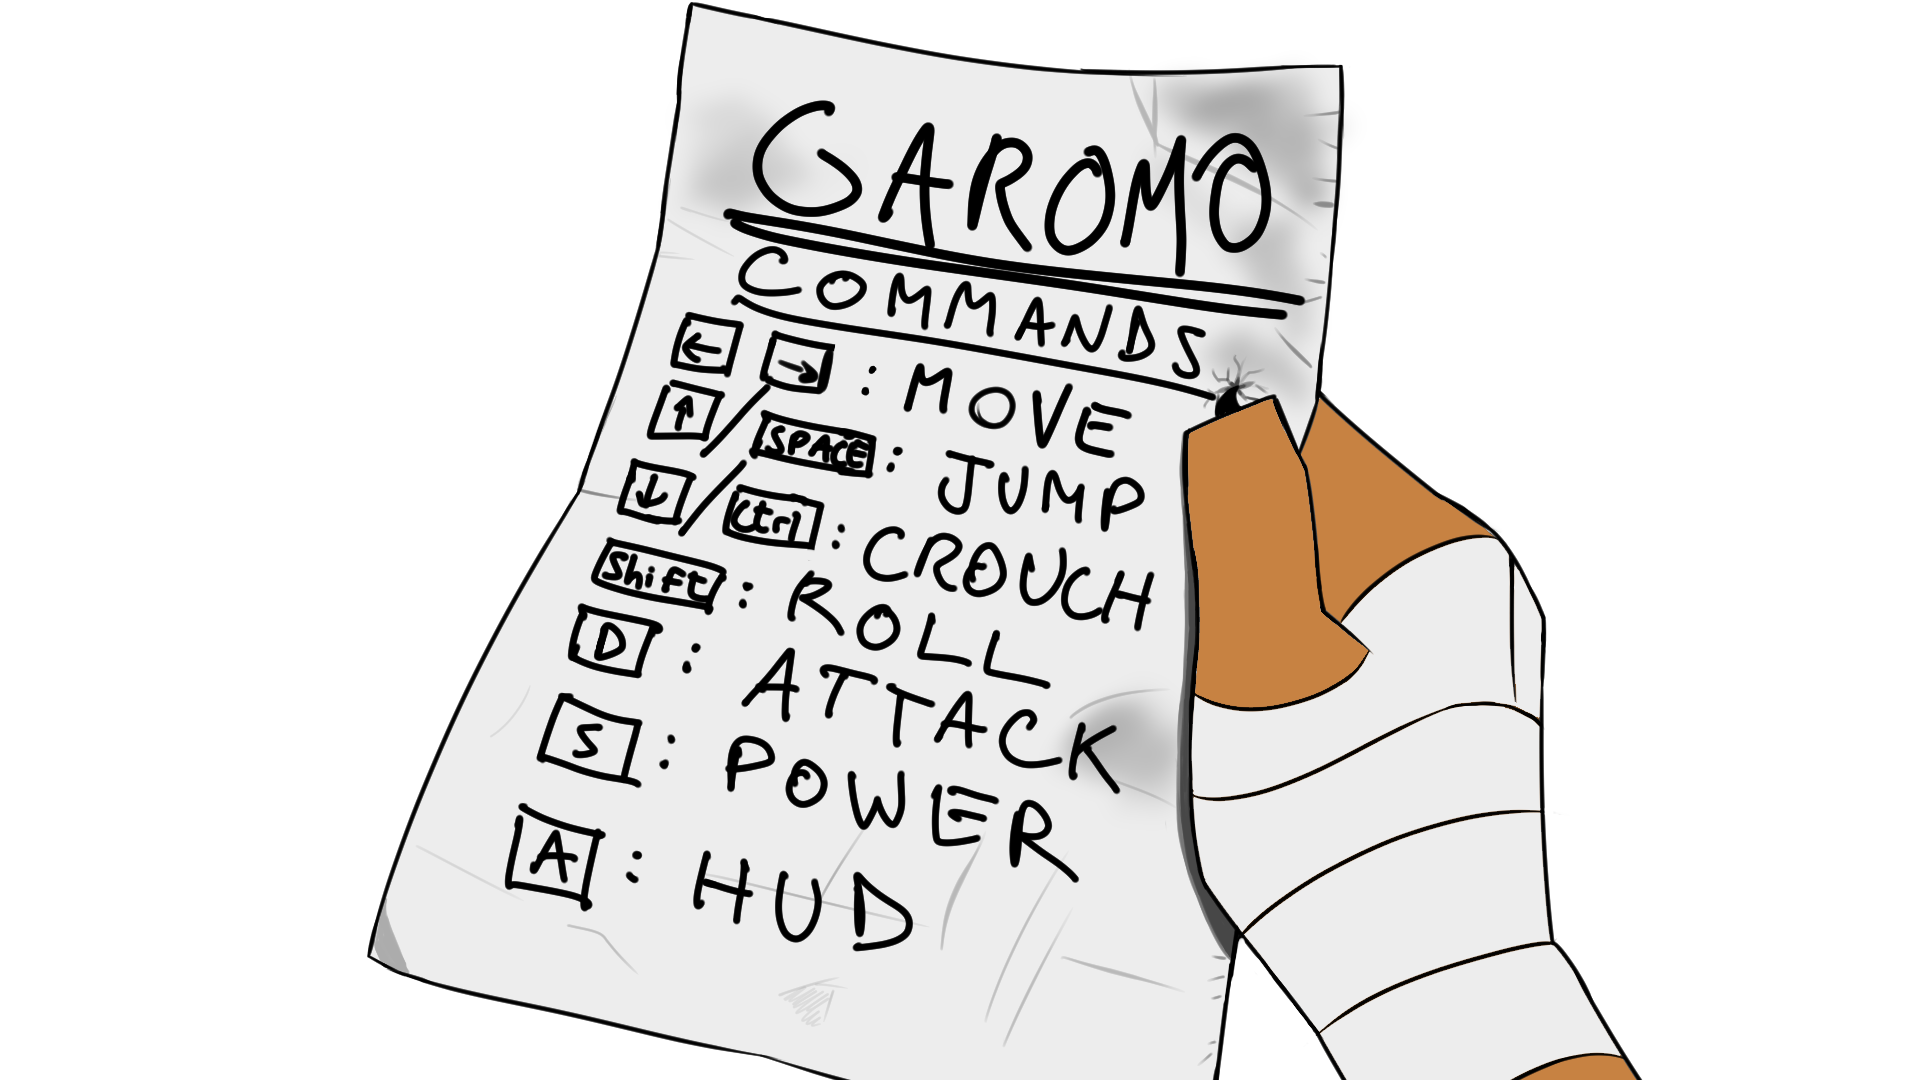 GAROMO
COMMANDS
← → : MOVE
↑ / SPACE : JUMP
↓ / Ctrl : CROUCH
Shift : ROLL
D : ATTACK
S : POWER
A : HUD